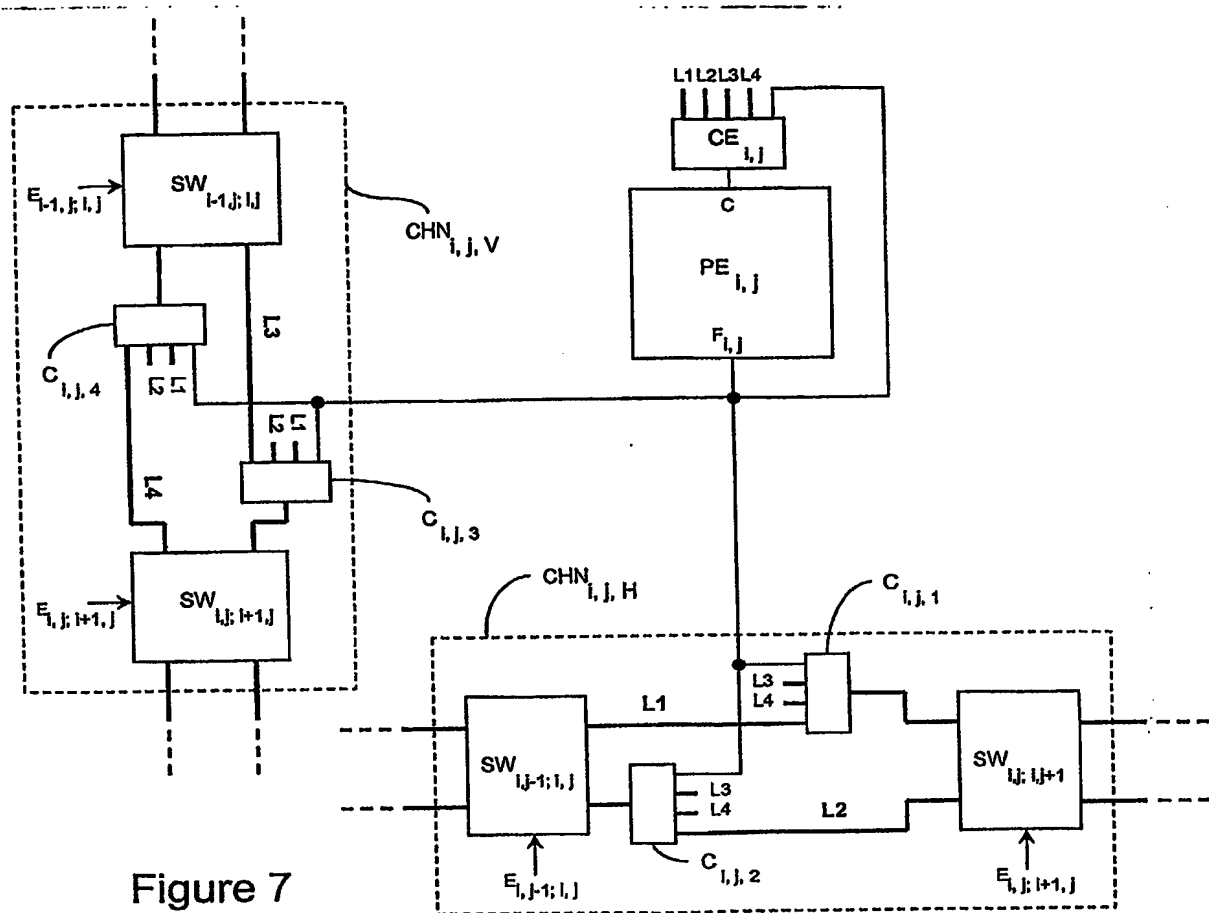 L1 L2 L3 L4
CE i, j
C
PE i, j
F i, j
SW i-1,j; i,j
E i-1, j; i, j
CHN i, j, V
L3
C i, j, 4
L2 L1
L2 L1
L4
C i, j, 3
SW i,j; i+1,j
E i, j; i+1, j
CHN i, j, H
C i, j, 1
L3
L4
L1
SW i,j-1; i, j
L3
L4
L2
SW i,j; i,j+1
C i, j, 2
E i, j-1; i, j
E i, j; i+1, j
Figure 7